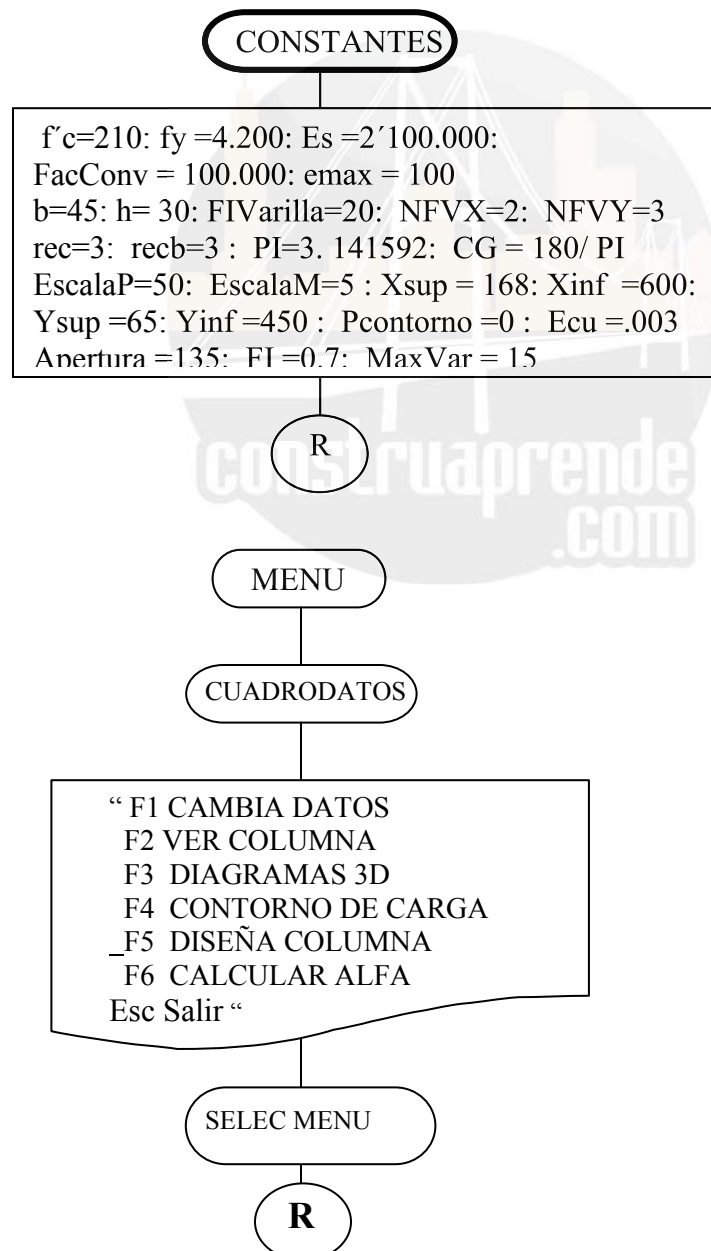 CONSTANTES
f´c=210: fy =4.200: Es =2´100.000:
FacConv = 100.000: emax = 100
b=45: h= 30: FIVarilla=20: NFVX=2: NFVY=3
rec=3: recb=3 : PI=3. 141592: CG = 180/ PI
EscalaP=50: EscalaM=5 : Xsup = 168: Xinf =600:
Ysup =65: Yinf =450 : Pcontorno =0 : Ecu =.003
Apertura =135: FI =0.7: MaxVar = 15
R
construaprende
.com
MENU
CUADRODATOS
“ F1 CAMBIA DATOS
F2 VER COLUMNA
F3 DIAGRAMAS 3D
F4 CONTORNO DE CARGA
_F5 DISEÑA COLUMNA
F6 CALCULAR ALFA
Esc Salir “
SELEC MENU
R